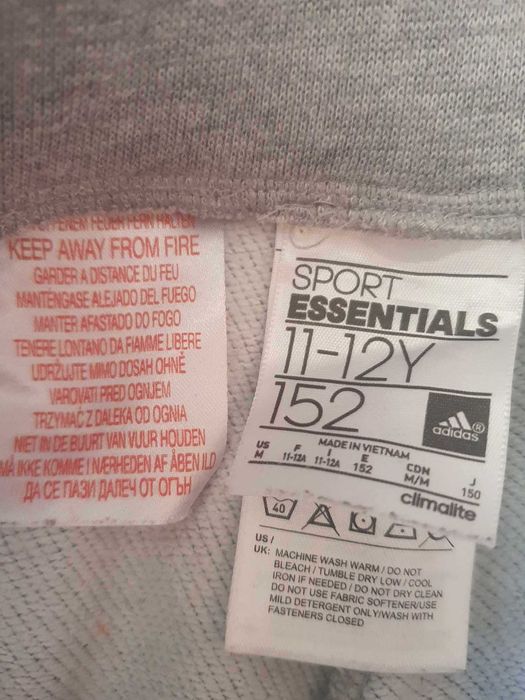 KEEP AWAY FROM FIRE
GARDER A DISTANCE DU FEU
MANTENGASE ALEJADO DEL FUEGO
MANTER AFASTADO DO FOGO
TENERE LONTANO DA FIAMME LIBERE
UDRŽUJTE MIMO DOSAH OHNĚ
VAROVATI PRED OGNJEM
TRZYMAĆ Z DALEKA OD OGNIA
NIET IN DE BUURT VAN VUUR HOUDEN
MÅ IKKE KOMME I NÆRHEDEN AF ÅBEN ILD
ДА СЕ ПАЗИ ДАЛЕЧ ОТ ОГЪН
SPORT
ESSENTIALS
11-12Y
152
adidas®
MADE IN VIETNAM
US F I E CDN J
M 11-12A 11-12A 152 M/M 150
climalite
40
US /
UK: MACHINE WASH WARM / DO NOT
BLEACH / TUMBLE DRY LOW / COOL
IRON IF NEEDED / DO NOT DRY CLEAN
DO NOT USE FABRIC SOFTENER/USE
MILD DETERGENT ONLY/WASH WITH
FASTENERS CLOSED